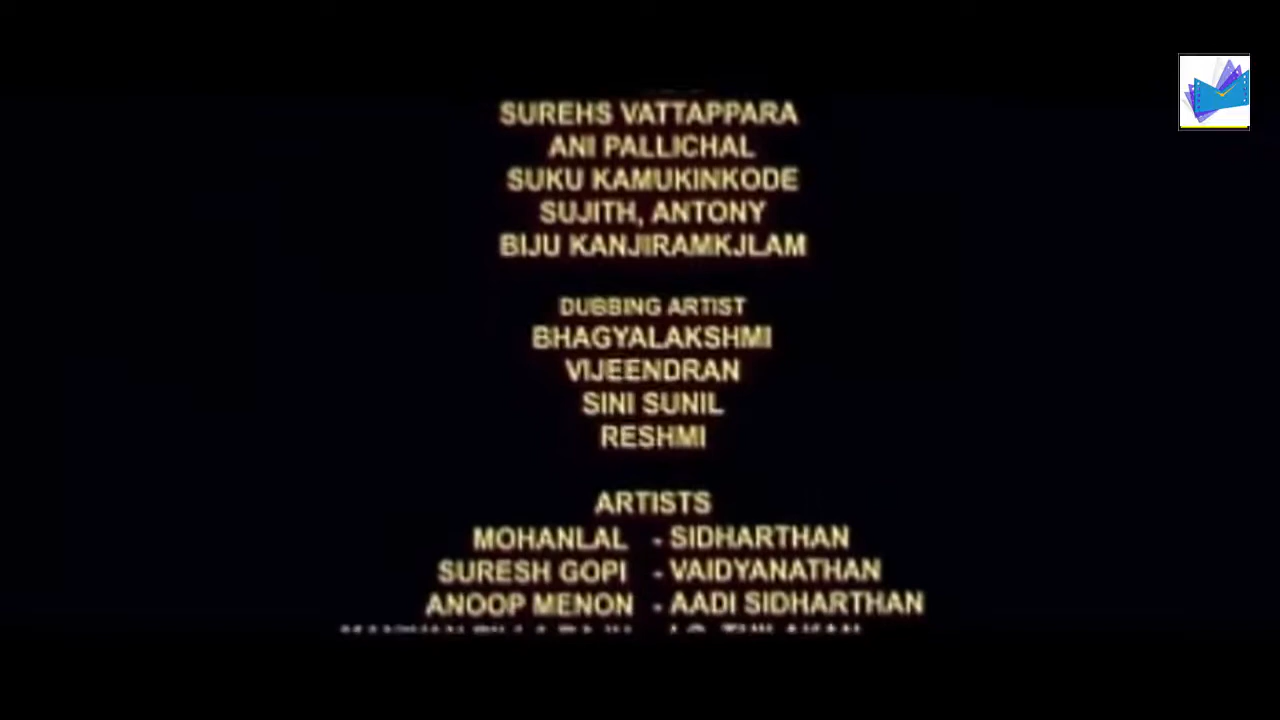 SUREHS VATTAPPARA
ANI PALLICHAL
SUKU KAMUKINKODE
SUJITH, ANTONY
BIJU KANJIRAMKJLAM
DUBBING ARTIST
BHAGYALAKSHMI
VIJEENDRAN
SINI SUNIL
RESHMI
ARTISTS
MOHANLAL - SIDHARTHAN
SURESH GOPI - VAIDYANATHAN
ANOOP MENON - AADI SIDHARTHAN